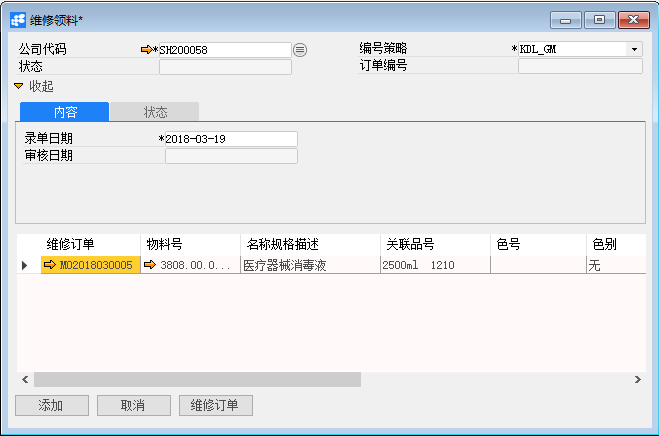 维修领料*
公司代码 *SH200058 编号策略 *KDL_GM
状态 订单编号
收起
内容 状态
录单日期 *2018-03-19
审核日期
维修订单 物料号 名称规格描述 关联品号 色号 色别
MO2018030005 3808.00.0... 医疗器械消毒液 2500ml 1210 无
添加 取消 维修订单